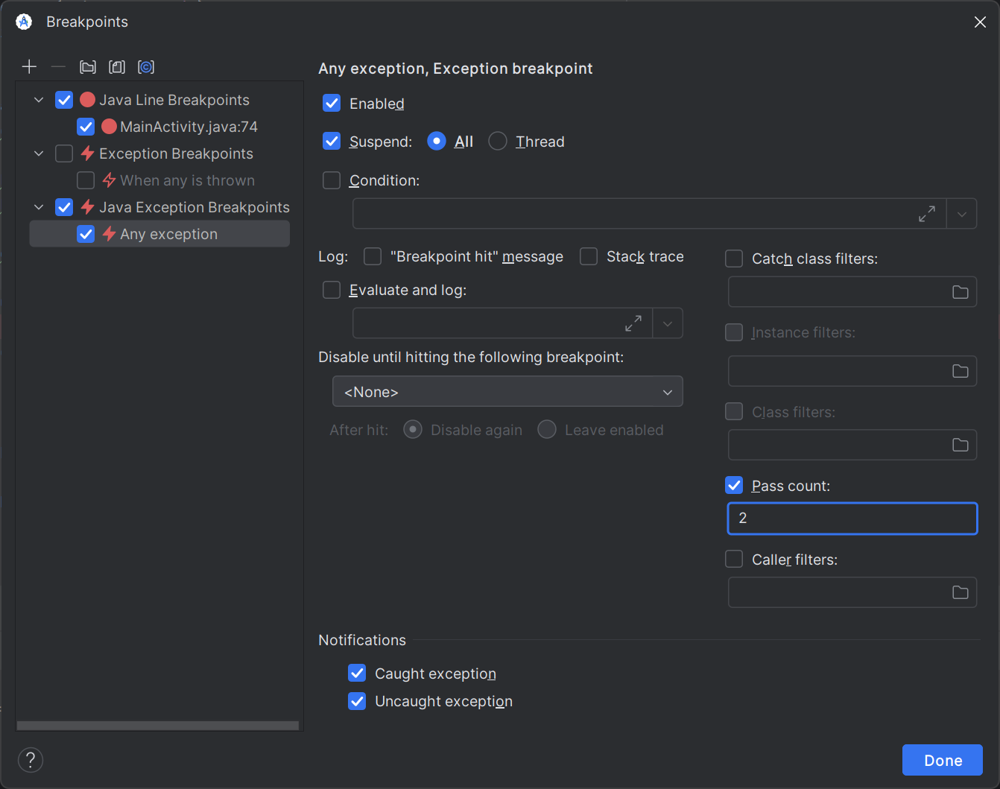 Breakpoints
Java Line Breakpoints
MainActivity.java:74
Exception Breakpoints
When any is thrown
Java Exception Breakpoints
Any exception
Any exception, Exception breakpoint
Enabled
Suspend: All Thread
Condition:
Log: "Breakpoint hit" message Stack trace
Evaluate and log:
Disable until hitting the following breakpoint:
<None>
After hit: Disable again Leave enabled
Catch class filters:
Instance filters:
Class filters:
Pass count:
2
Caller filters:
Notifications
Caught exception
Uncaught exception
?
Done